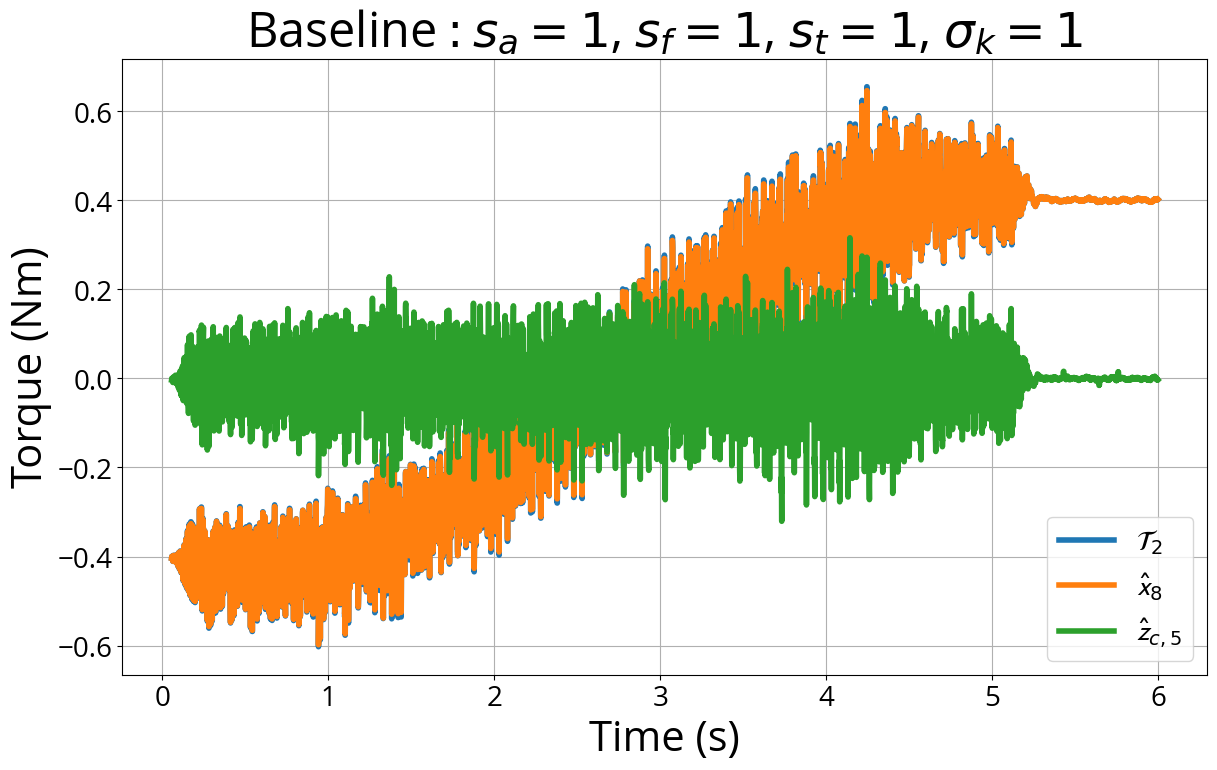 Baseline : s_a = 1, s_f = 1, s_t = 1, σ_k = 1
Torque (Nm)
0.6
0.4
0.2
0.0
−0.2
−0.4
−0.6
𝒯_2
x̂_8
ẑ_{c,5}
0 1 2 3 4 5 6
Time (s)